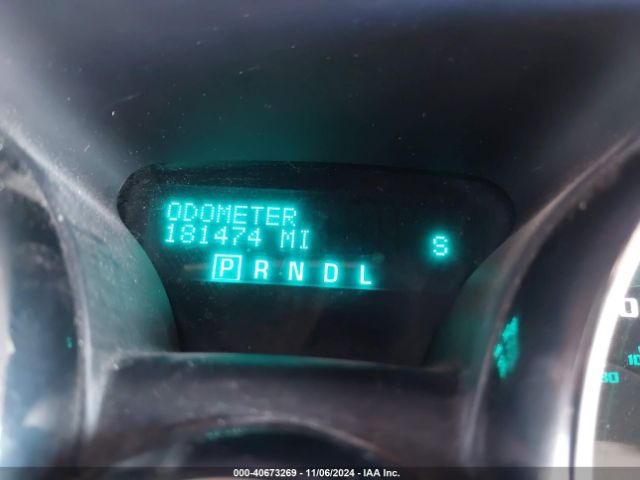 ODOMETER
181474 MI
S
P R N D L
000-40673269 - 11/06/2024 - IAA Inc.